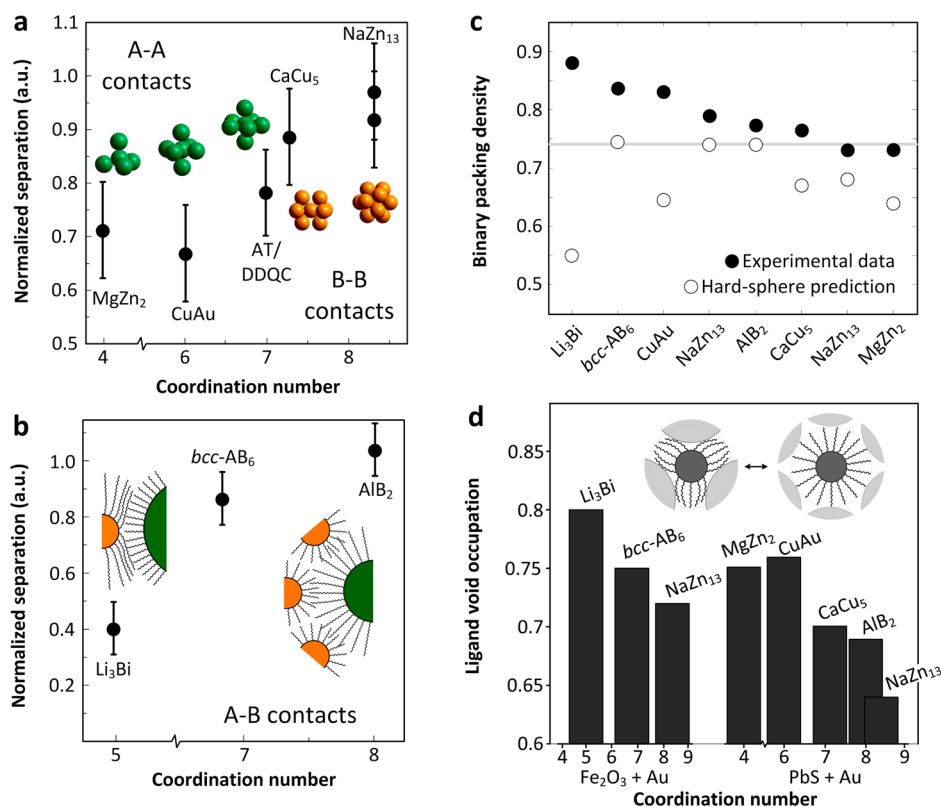 a
1.1
1.0
0.9
0.8
0.7
0.6
0.5
Normalized separation (a.u.)
A-A
contacts
NaZn13
CaCu5
MgZn2
CuAu
AT/
DDQC
B-B
contacts
4
5
6
7
8
Coordination number
b
1.0
0.8
0.6
0.4
0.2
Normalized separation (a.u.)
bcc-AB6
AlB2
Li3Bi
A-B contacts
5
7
8
Coordination number
c
0.9
0.8
0.7
0.6
0.5
Binary packing density
Experimental data
Hard-sphere prediction
Li3Bi
bcc-AB6
CuAu
NaZn13
AlB2
CaCu5
NaZn13
MgZn2
d
0.85
0.75
0.65
0.6
Ligand void occupation
Li3Bi
bcc-AB6
NaZn13
MgZn2
CuAu
CaCu5
AlB2
NaZn13
4 5 6 7 8 9 4 6 7 8 9
Fe2O3 + Au PbS + Au
Coordination number